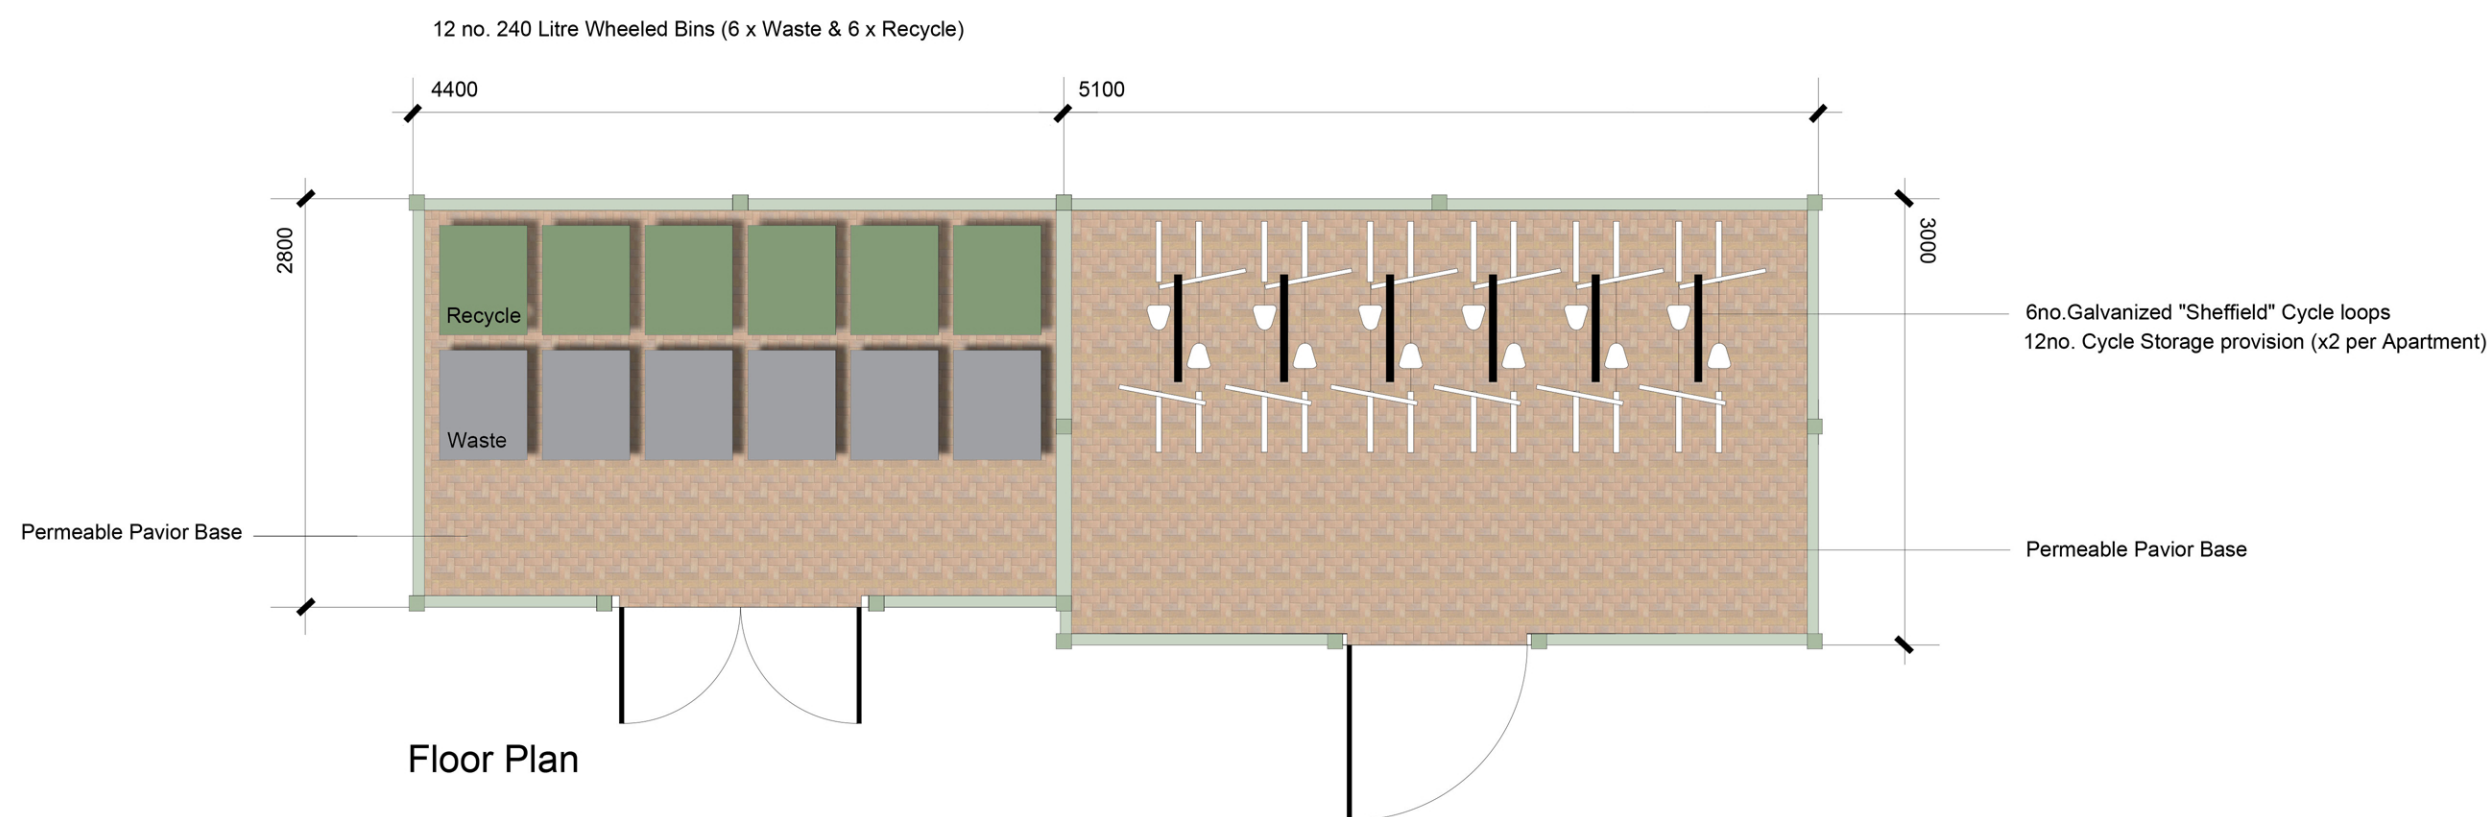 12 no. 240 Litre Wheeled Bins (6 x Waste & 6 x Recycle)
4400
5100
2800
3000
Recycle
6no.Galvanized "Sheffield" Cycle loops
12no. Cycle Storage provision (x2 per Apartment)
Waste
Permeable Pavior Base
Permeable Pavior Base
Floor Plan